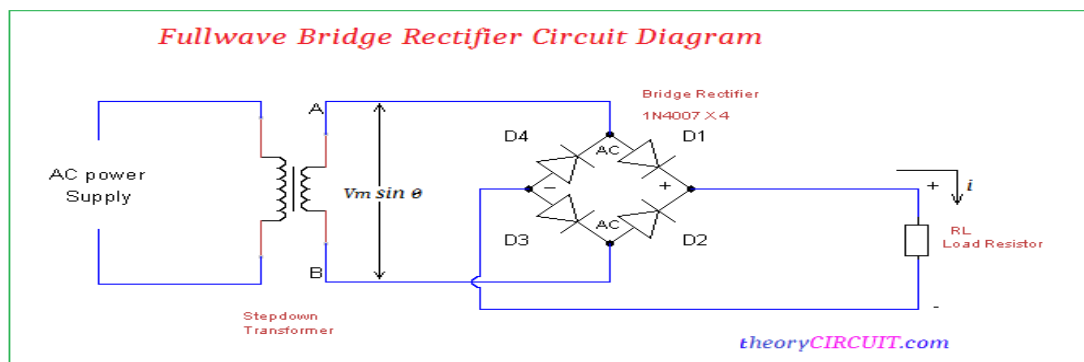 Fullwave Bridge Rectifier Circuit Diagram
Bridge Rectifier
1N4007 X 4
A
D4
D1
AC
AC power
Supply
Vm sin θ
−
+
+
i
AC
D3
D2
RL
Load Resistor
B
-
Stepdown
Transformer
theoryCIRCUIT.com